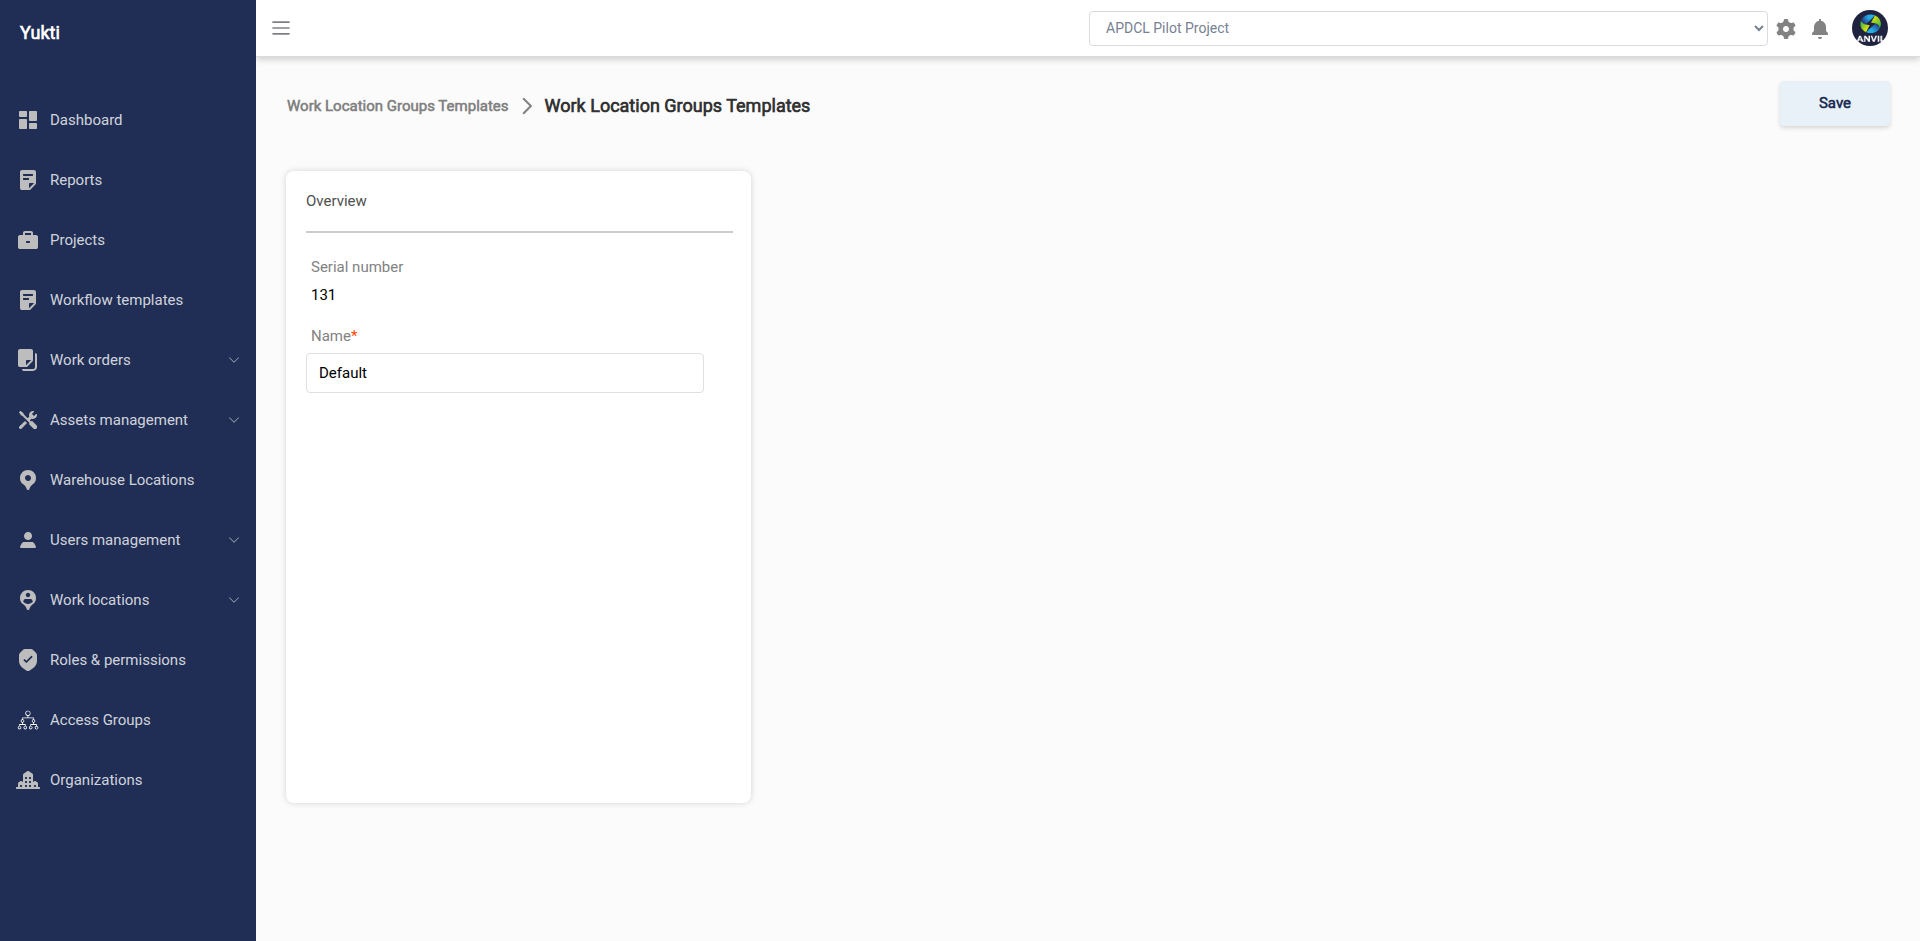 Yukti
APDCL Pilot Project
ANVIL
Dashboard
Reports
Projects
Workflow templates
Work orders
Assets management
Warehouse Locations
Users management
Work locations
Roles & permissions
Access Groups
Organizations
Work Location Groups Templates
Work Location Groups Templates
Save
Overview
Serial number
131
Name*
Default